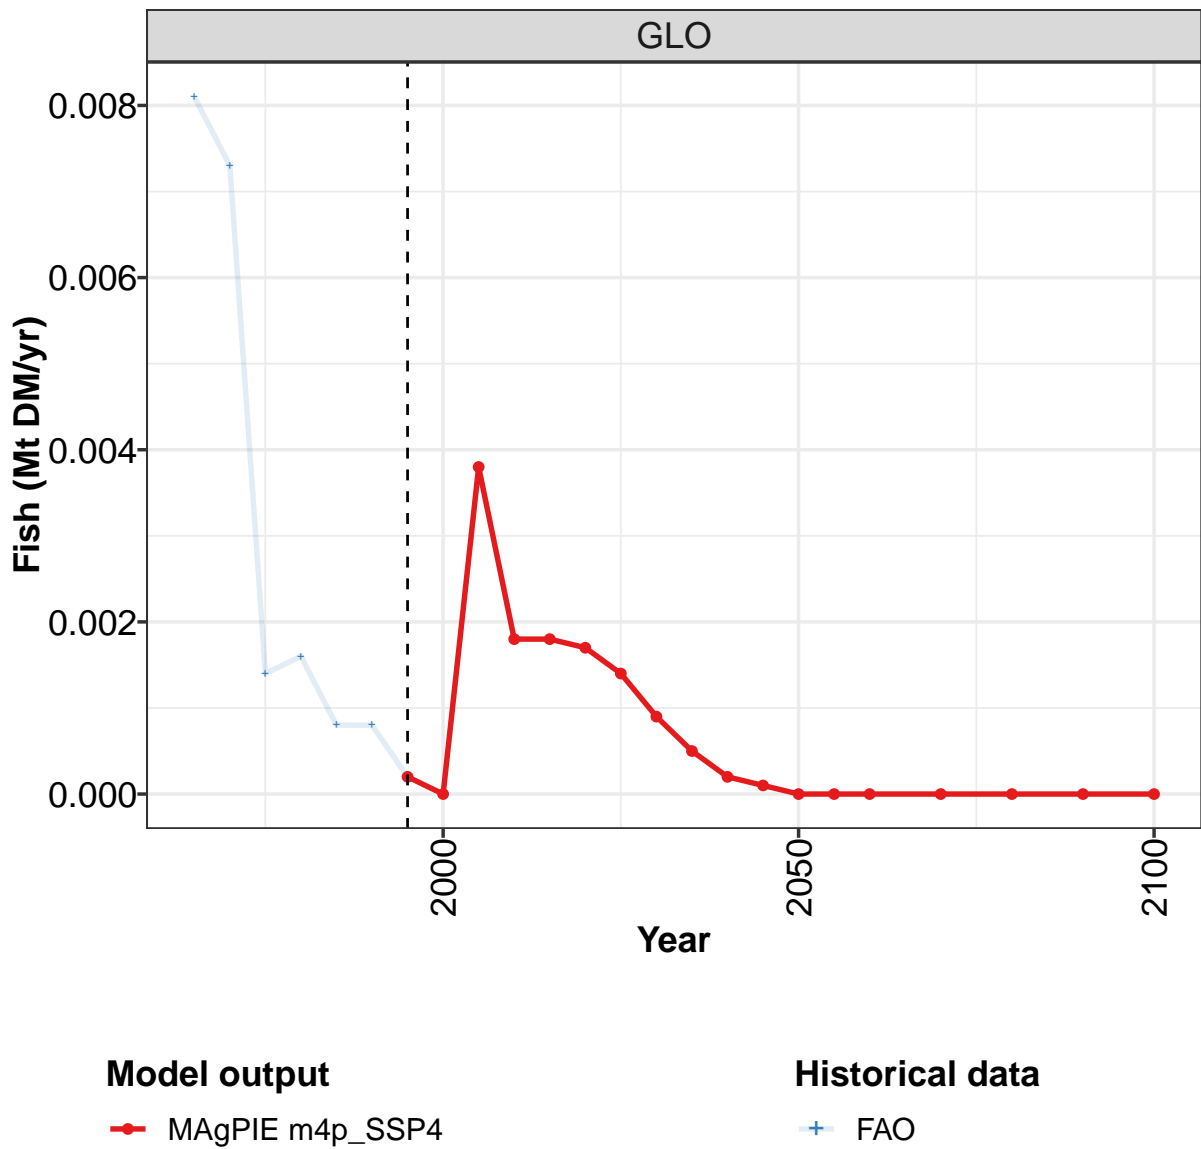 GLO
Fish (Mt DM/yr)
0.008
0.006
0.004
0.002
0.000
2000
2050
2100
Year
Model output
MAgPIE m4p_SSP4
Historical data
FAO